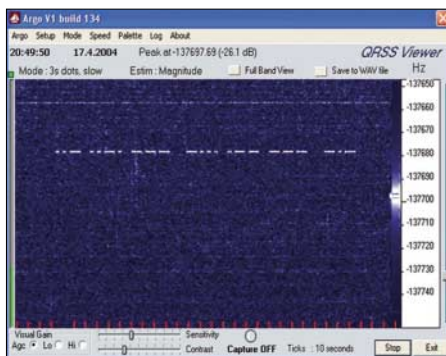 Argo V1 build 134
Argo Setup Mode Speed Palette Log About
20:49:50 17.4.2004 Peak at -137697.69 (-26.1 dB) QRSS Viewer
Mode : 3s dots, slow Estim : Magnitude Full Band View Save to WAV file Hz
-137650
-137660
-137670
-137680
-137690
-137700
-137710
-137720
-137730
-137740
Visual Gain
Agc Lo Hi Sensitivity
Contrast Capture OFF Ticks : 10 seconds Stop Exit